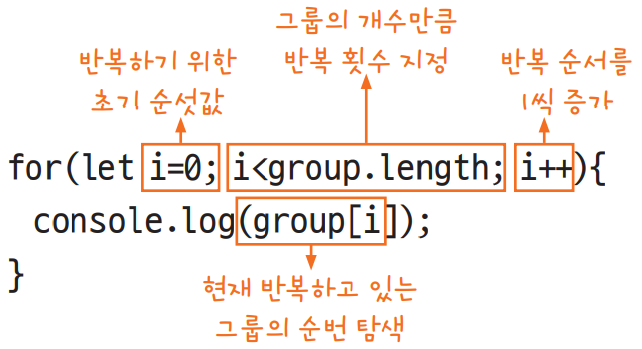 그룹의 개수만큼
반복 횟수 지정
반복하기 위한
초기 순섯값
반복 순서를
1씩 증가
for(let i=0; i<group.length; i++){
console.log(group[i]);
}
현재 반복하고 있는
그룹의 순번 탐색